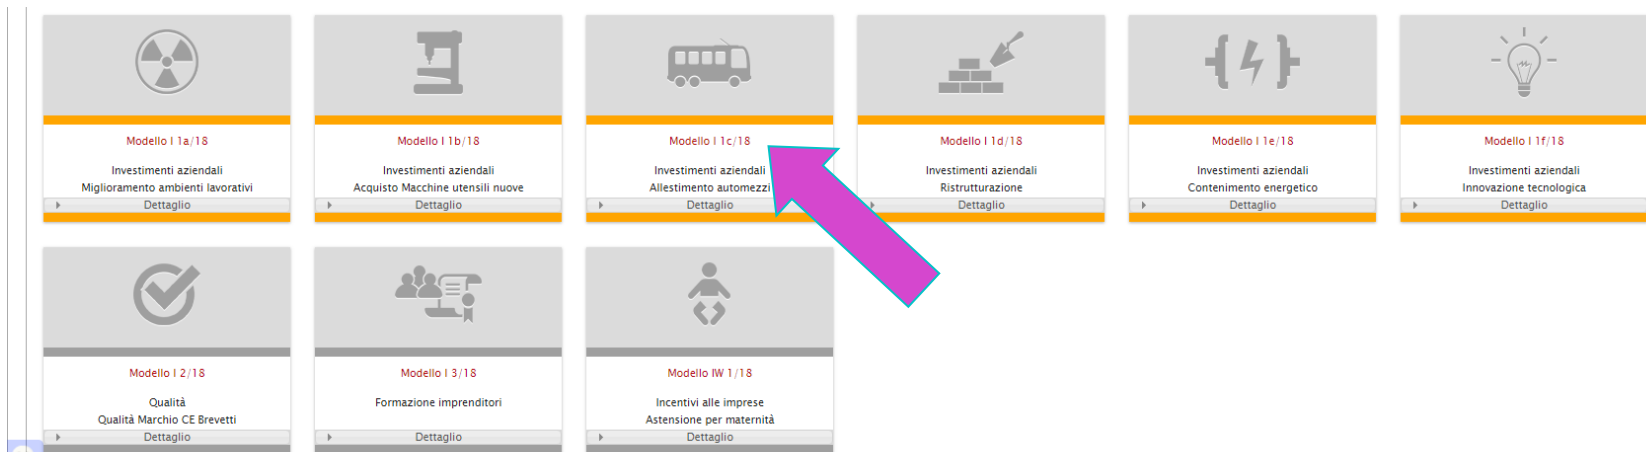 Modello I 1a/18
Investimenti aziendali
Miglioramento ambienti lavorativi
Dettaglio
Modello I 1b/18
Investimenti aziendali
Acquisto Macchine utensili nuove
Dettaglio
Modello I 1c/18
Investimenti aziendali
Allestimento automezzi
Dettaglio
Modello I 1d/18
Investimenti aziendali
Ristrutturazione
Dettaglio
Modello I 1e/18
Investimenti aziendali
Contenimento energetico
Dettaglio
Modello I 1f/18
Investimenti aziendali
Innovazione tecnologica
Dettaglio
Modello I 2/18
Qualità
Qualità Marchio CE Brevetti
Dettaglio
Modello I 3/18
Formazione imprenditori
Dettaglio
Modello IW 1/18
Incentivi alle imprese
Astensione per maternità
Dettaglio